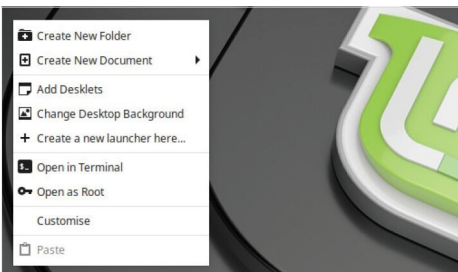 Create New Folder
Create New Document
Add Desklets
Change Desktop Background
Create a new launcher here...
Open in Terminal
Open as Root
Customise
Paste